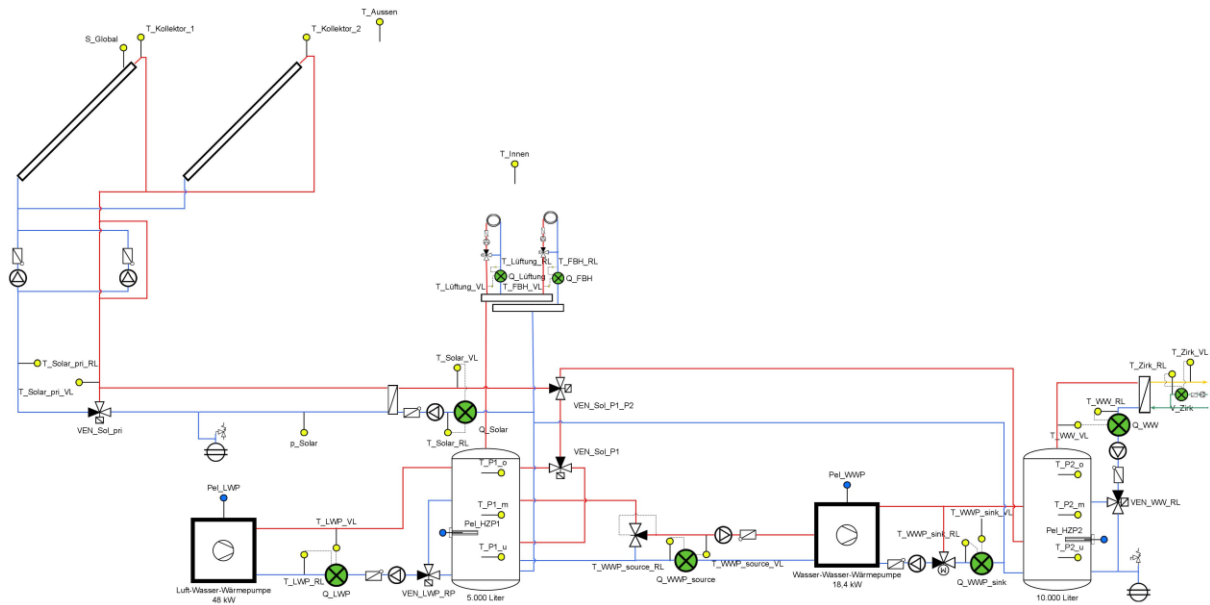 T_Aussen
T_Kollektor_1
T_Kollektor_2
S_Global
T_Innen
T_Lüftung_RL
T_FBH_RL
Q_Lüftung
Q_FBH
T_Lüftung_VL
T_FBH_VL
T_Solar_pri_RL
T_Solar_pri_VL
VEN_Sol_pri
p_Solar
T_Solar_VL
T_Solar_RL
Q_Solar
VEN_Sol_P1_P2
VEN_Sol_P1
T_Zirk_VL
T_Zirk_RL
V_Zirk
T_WW_RL
Q_WW
T_WW_VL
VEN_WW_RL
T_P1_o
T_P1_m
Pel_HZP1
T_P1_u
5.000 Liter
Pel_LWP
T_LWP_VL
T_LWP_RL
Q_LWP
VEN_LWP_RP
Luft-Wasser-Wärmepumpe
48 kW
T_WWP_source_RL
T_WWP_source_VL
Q_WWP_source
Pel_WWP
Wasser-Wasser-Wärmepumpe
18,4 kW
T_WWP_sink_VL
T_WWP_sink_RL
M
Q_WWP_sink
T_P2_o
T_P2_m
Pel_HZP2
T_P2_u
10.000 Liter